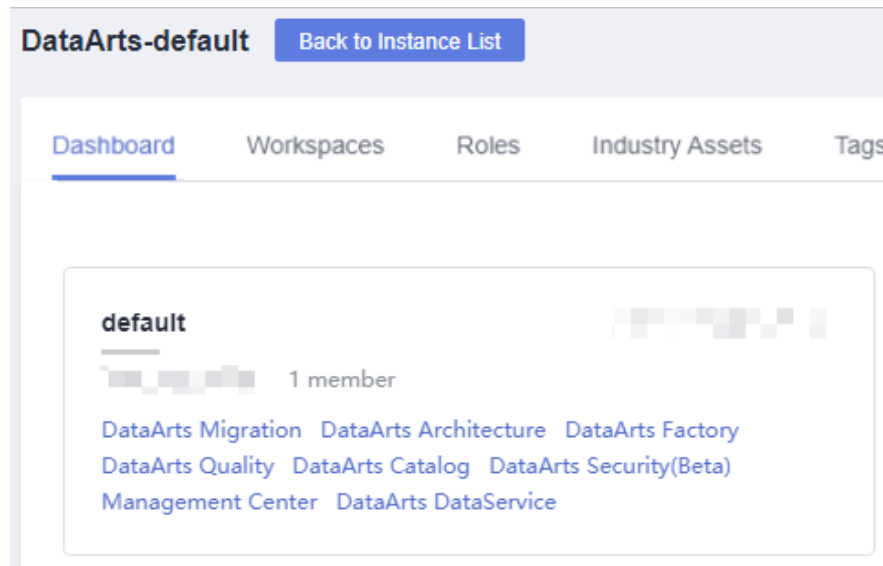 DataArts-default Back to Instance List
Dashboard Workspaces Roles Industry Assets Tags
default
1 member
DataArts Migration DataArts Architecture DataArts Factory
DataArts Quality DataArts Catalog DataArts Security(Beta)
Management Center DataArts DataService